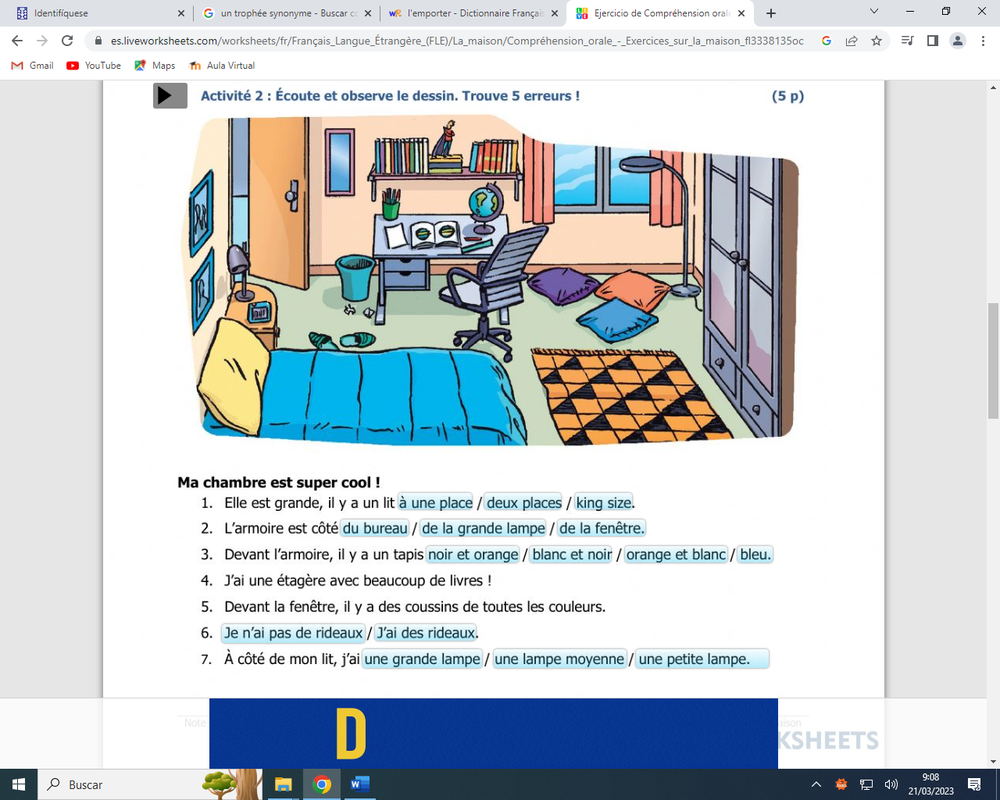 Identifíquese
un trophée synonyme - Buscar co
l'emporter - Dictionnaire Français
Ejercicio de Compréhension orale
es.liveworksheets.com/worksheets/fr/Français_Langue_Étrangère_(FLE)/La_maison/Compréhension_orale_-_Exercices_sur_la_maison_fl3338135oc
Gmail YouTube Maps Aula Virtual
Activité 2 : Écoute et observe le dessin. Trouve 5 erreurs ! (5 p)
Ma chambre est super cool !
1. Elle est grande, il y a un lit à une place / deux places / king size.
2. L'armoire est côté du bureau / de la grande lampe / de la fenêtre.
3. Devant l'armoire, il y a un tapis noir et orange / blanc et noir / orange et blanc / bleu.
4. J'ai une étagère avec beaucoup de livres !
5. Devant la fenêtre, il y a des coussins de toutes les couleurs.
6. Je n'ai pas de rideaux / J'ai des rideaux.
7. À côté de mon lit, j'ai une grande lampe / une lampe moyenne / une petite lampe.
Note
aison
KSHEETS
D
Buscar
9:08
21/03/2023